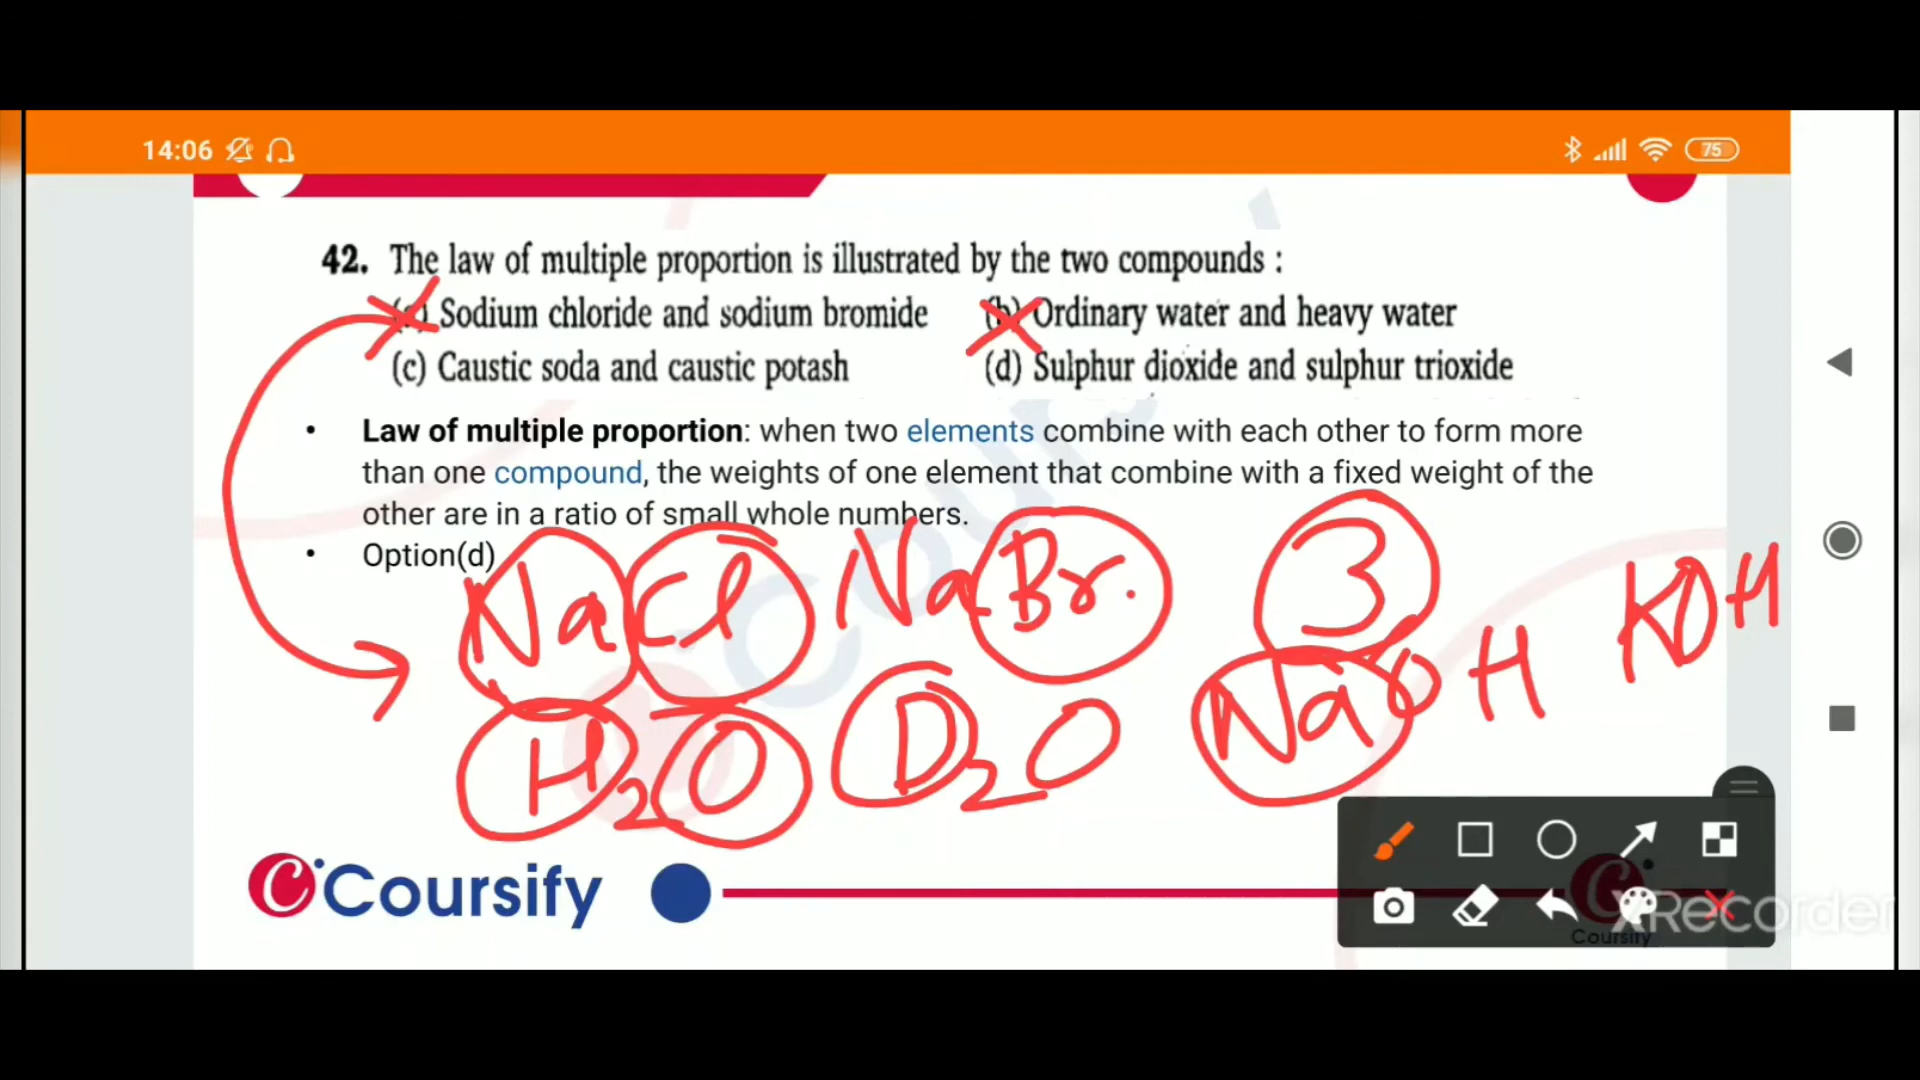 14:06 75
42. The law of multiple proportion is illustrated by the two compounds :
(a) Sodium chloride and sodium bromide (b) Ordinary water and heavy water
(c) Caustic soda and caustic potash (d) Sulphur dioxide and sulphur trioxide
• Law of multiple proportion: when two elements combine with each other to form more
than one compound, the weights of one element that combine with a fixed weight of the
other are in a ratio of small whole numbers.
• Option(d)
NaCl NaBr. 3 KOH
H2O D2O NaOH
Coursify
XRecorder
Coursify